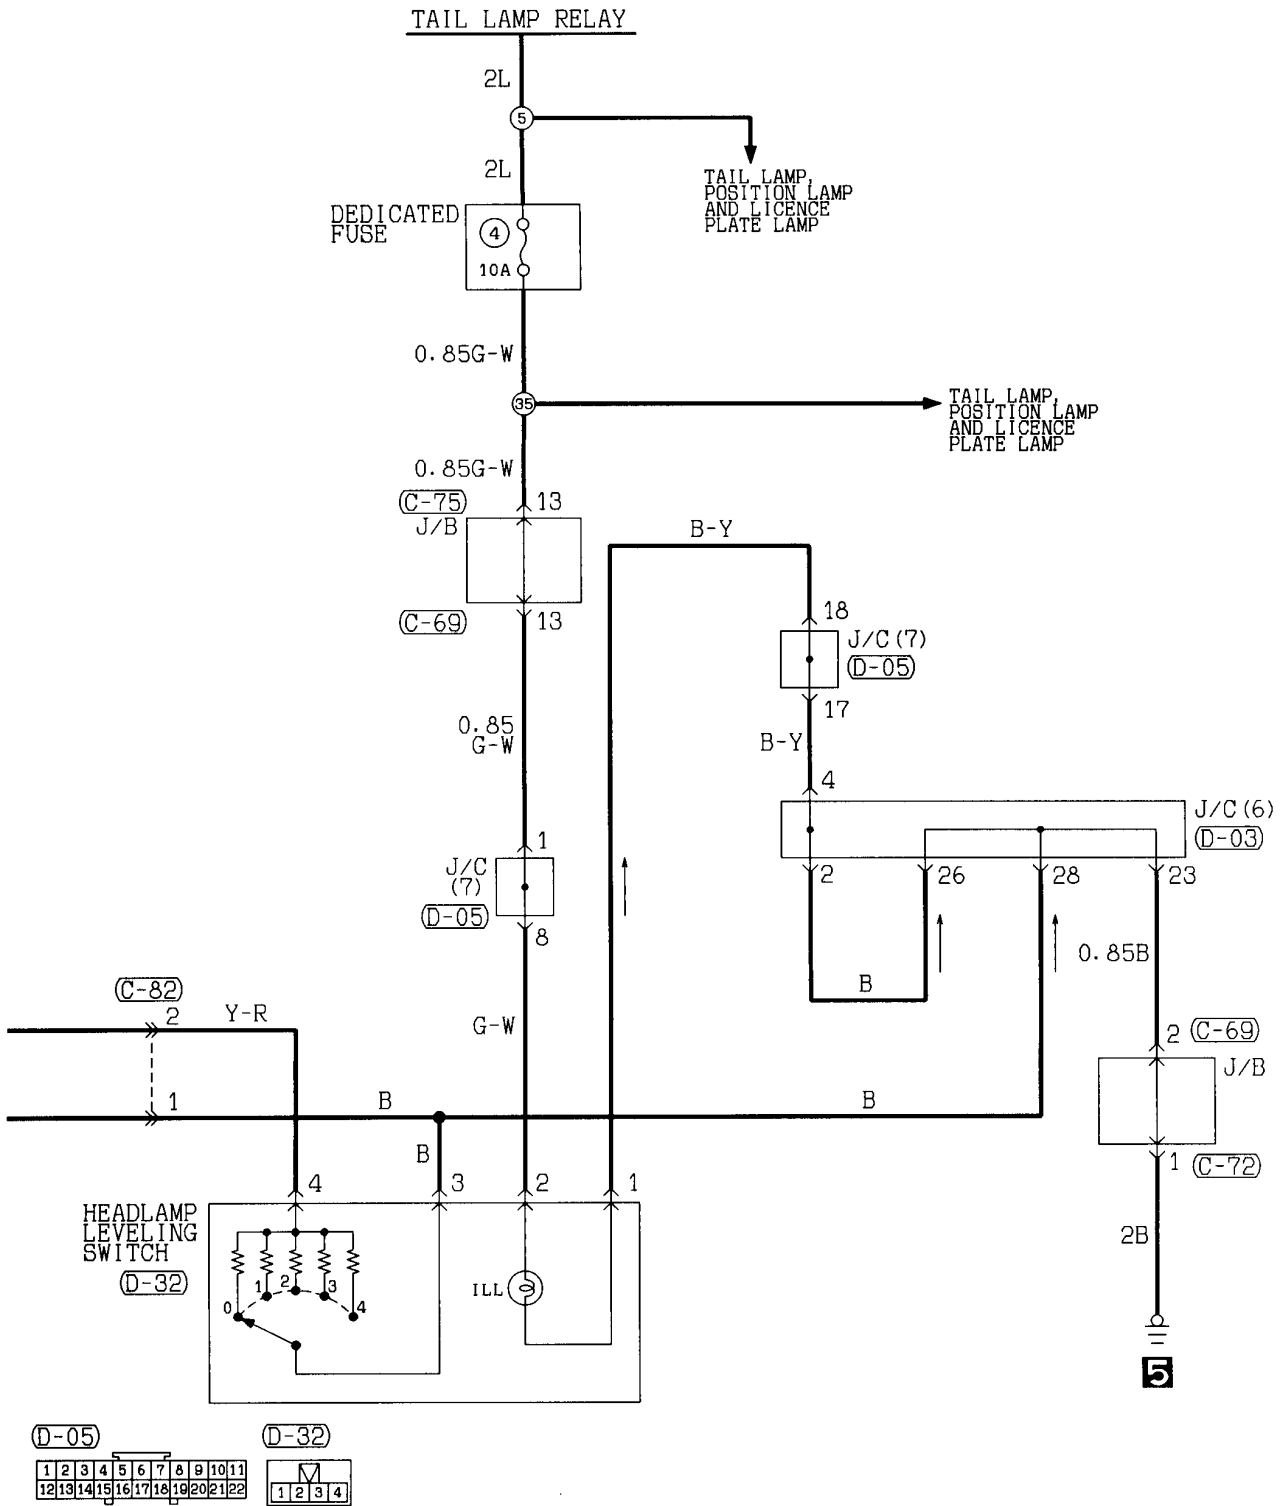 TAIL LAMP RELAY
2L
5
2L
TAIL LAMP,
POSITION LAMP
AND LICENCE
PLATE LAMP
DEDICATED
FUSE
4
10A
0.85G-W
35
TAIL LAMP,
POSITION LAMP
AND LICENCE
PLATE LAMP
0.85G-W
C-75
13
J/B
C-69
13
B-Y
18
J/C(7)
D-05
17
0.85
G-W
B-Y
4
J/C(6)
D-03
1
J/C
(7)
D-05
8
2
26
28
23
0.85B
B
C-82
2
Y-R
G-W
2
C-69
J/B
1
B
B
B
1
C-72
4
3
2
1
HEADLAMP
LEVELING
SWITCH
D-32
0
1
2
3
4
ILL
2B
5
D-05
1 2 3 4 5 6 7 8 9 10 11
12 13 14 15 16 17 18 19 20 21 22
D-32
1 2 3 4